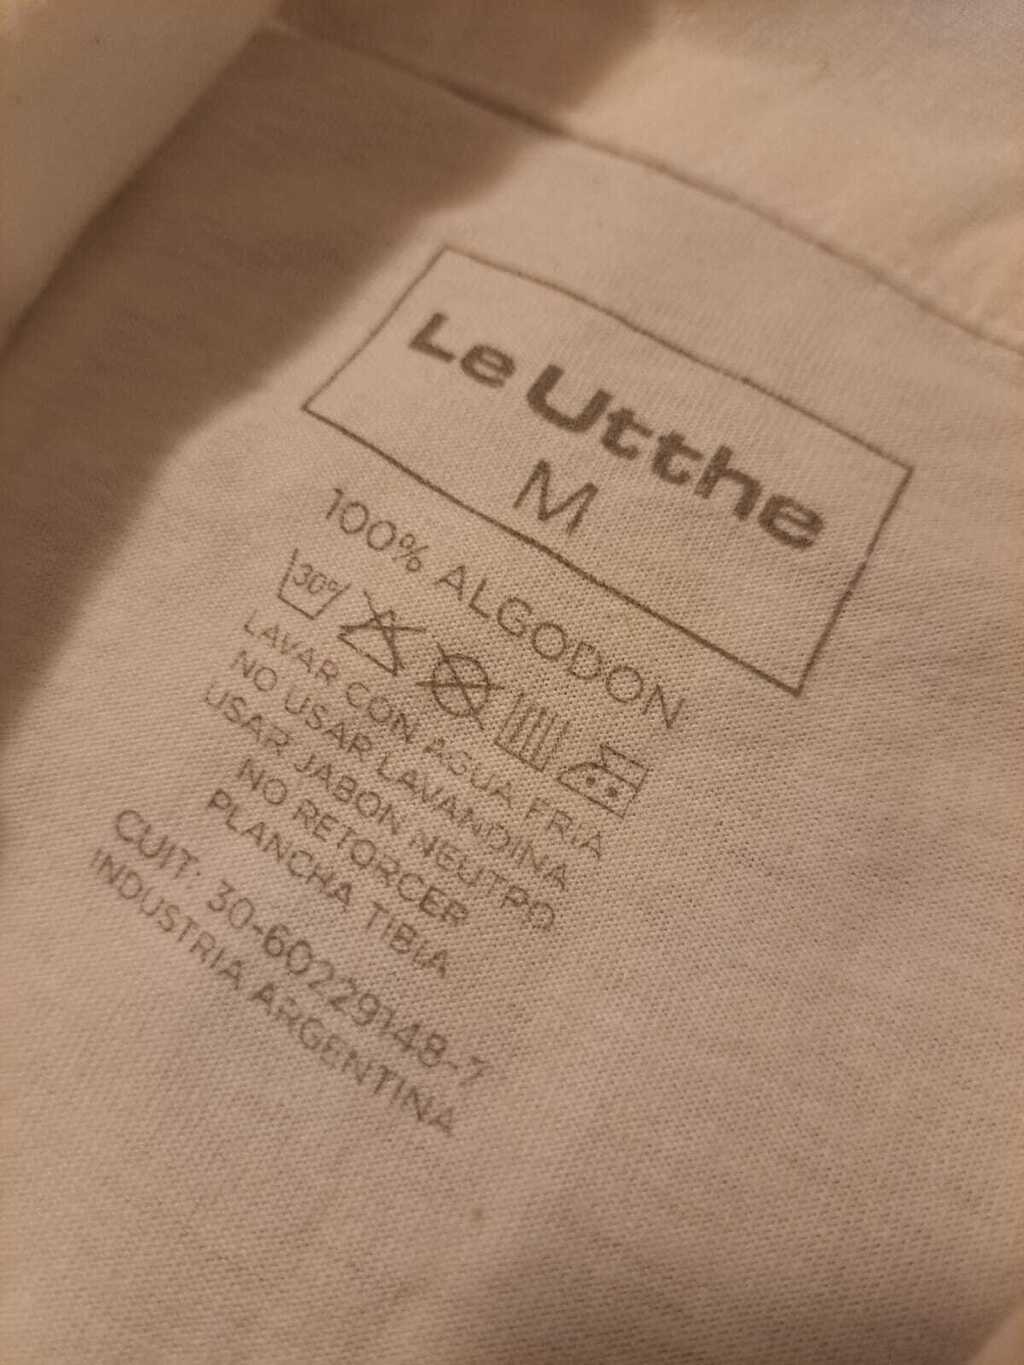 Le Utthe
M
100% ALGODON
30°
LAVAR CON AGUA FRIA
NO USAR LAVANDINA
USAR JABON NEUTRO
NO RETORCER
PLANCHA TIBIA
CUIT: 30-60229148-7
INDUSTRIA ARGENTINA